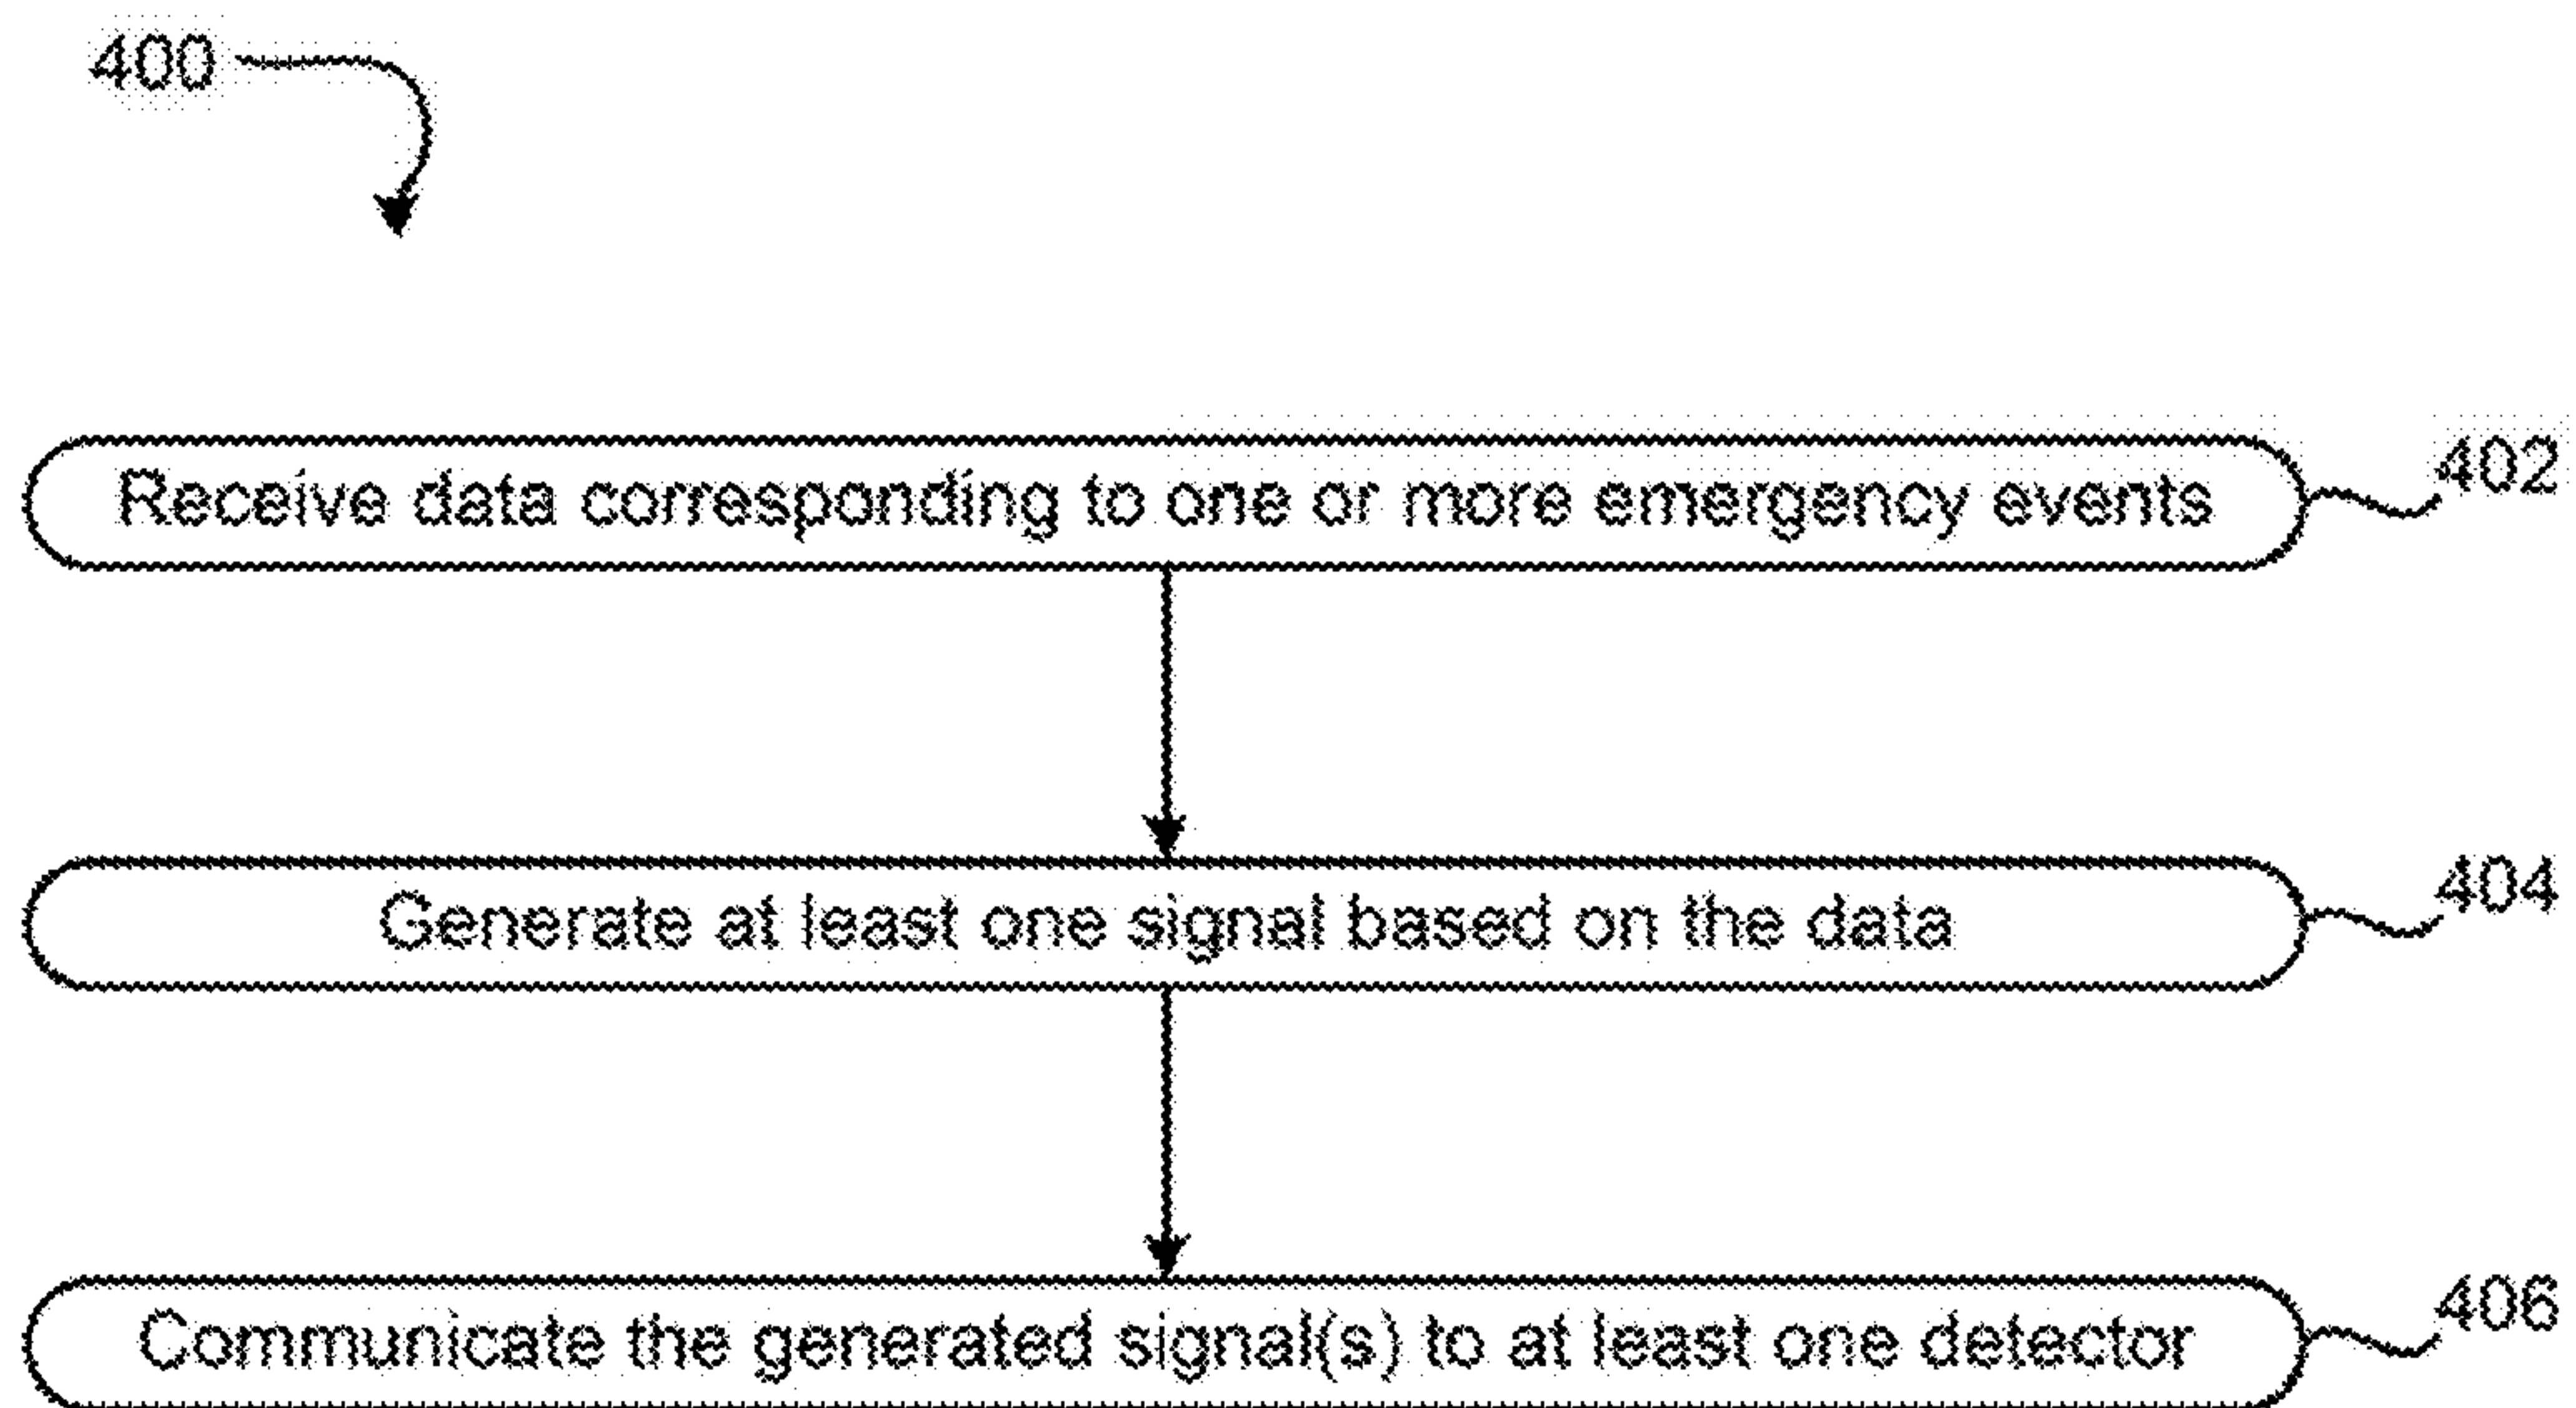 400
Receive data corresponding to one or more emergency events
402
Generate at least one signal based on the data
404
Communicate the generated signal(s) to at least one detector
406